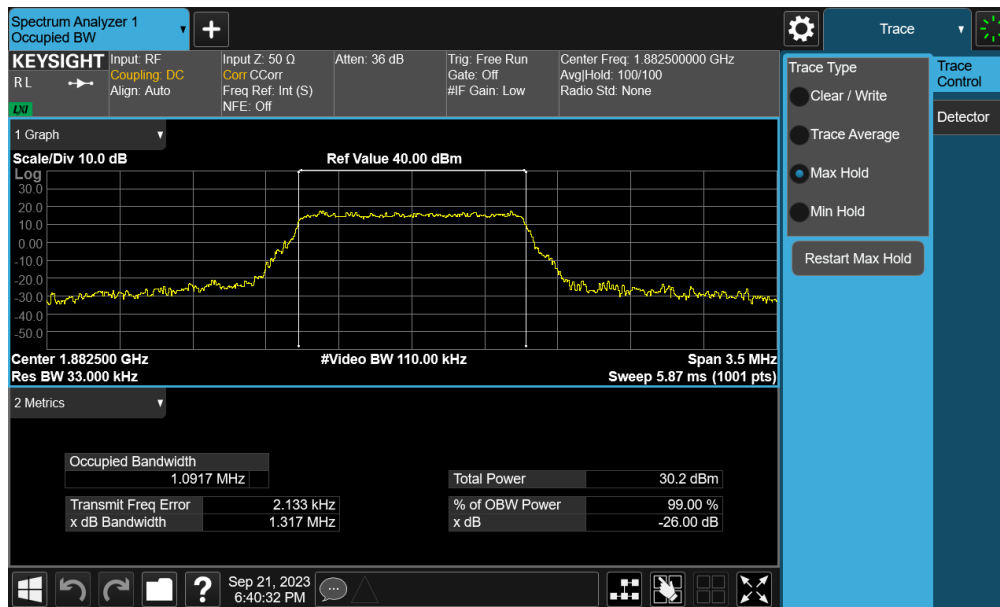 Spectrum Analyzer 1
Occupied BW
+
Trace
KEYSIGHT
R L
LXI
Input: RF
Coupling: DC
Align: Auto
Input Z: 50 Ω
Corr CCorr
Freq Ref: Int (S)
NFE: Off
Atten: 36 dB
Trig: Free Run
Gate: Off
#IF Gain: Low
Center Freq: 1.882500000 GHz
Avg|Hold: 100/100
Radio Std: None
Trace Type
Clear / Write
Trace Average
Max Hold
Min Hold
Restart Max Hold
Trace
Control
Detector
1 Graph
Scale/Div 10.0 dB
Ref Value 40.00 dBm
Log
30.0
20.0
10.0
0.00
-10.0
-20.0
-30.0
-40.0
-50.0
Center 1.882500 GHz
#Video BW 110.00 kHz
Span 3.5 MHz
Res BW 33.000 kHz
Sweep 5.87 ms (1001 pts)
2 Metrics
Occupied Bandwidth
1.0917 MHz
Total Power 30.2 dBm
Transmit Freq Error 2.133 kHz
% of OBW Power 99.00 %
x dB Bandwidth 1.317 MHz
x dB -26.00 dB
?
Sep 21, 2023
6:40:32 PM